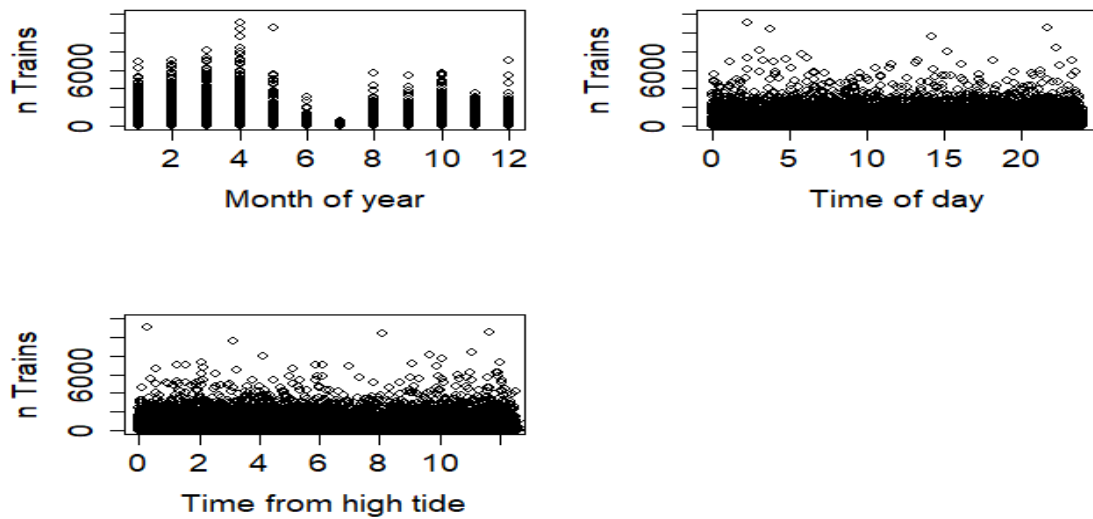 n Trains
6000
0
2 4 6 8 10 12
Month of year
n Trains
6000
0
0 5 10 15 20
Time of day
n Trains
6000
0
0 2 4 6 8 10
Time from high tide